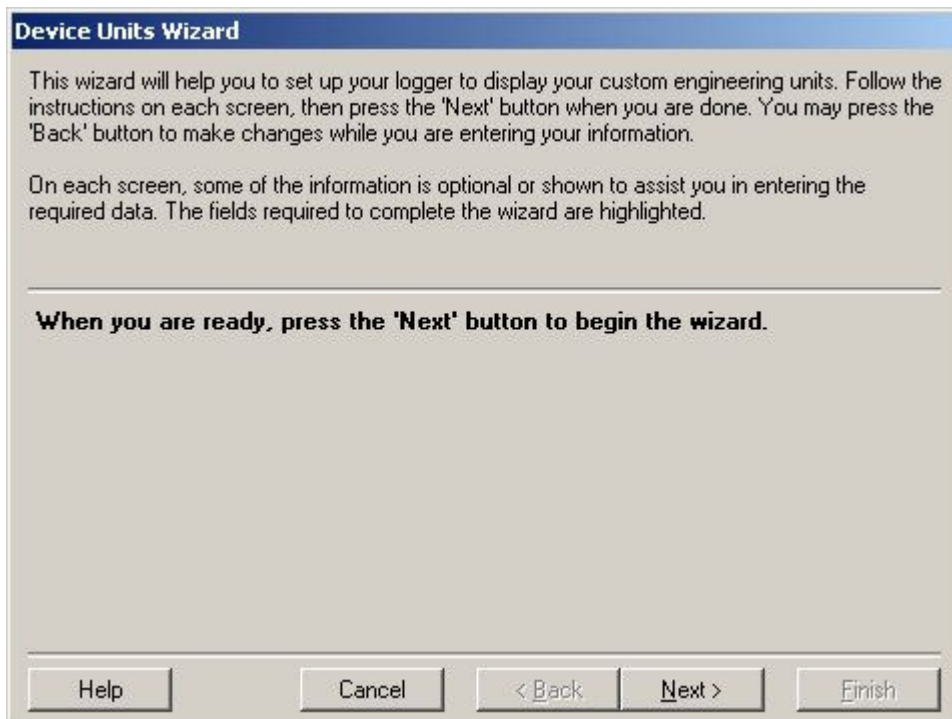 Device Units Wizard
This wizard will help you to set up your logger to display your custom engineering units. Follow the
instructions on each screen, then press the 'Next' button when you are done. You may press the
'Back' button to make changes while you are entering your information.
On each screen, some of the information is optional or shown to assist you in entering the
required data. The fields required to complete the wizard are highlighted.
When you are ready, press the 'Next' button to begin the wizard.
Help Cancel < Back Next > Finish